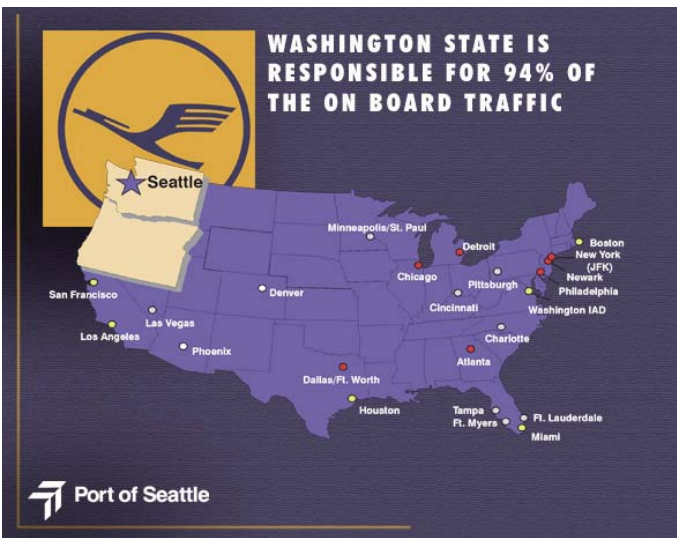 WASHINGTON STATE IS
RESPONSIBLE FOR 94% OF
THE ON BOARD TRAFFIC
Seattle
Minneapolis/St. Paul
Detroit
Boston
New York
(JFK)
Newark
Philadelphia
Chicago
Pittsburgh
San Francisco
Denver
Cincinnati
Washington IAD
Las Vegas
Los Angeles
Charlotte
Phoenix
Atlanta
Dallas/Ft. Worth
Houston
Tampa
Ft. Lauderdale
Ft. Myers
Miami
Port of Seattle